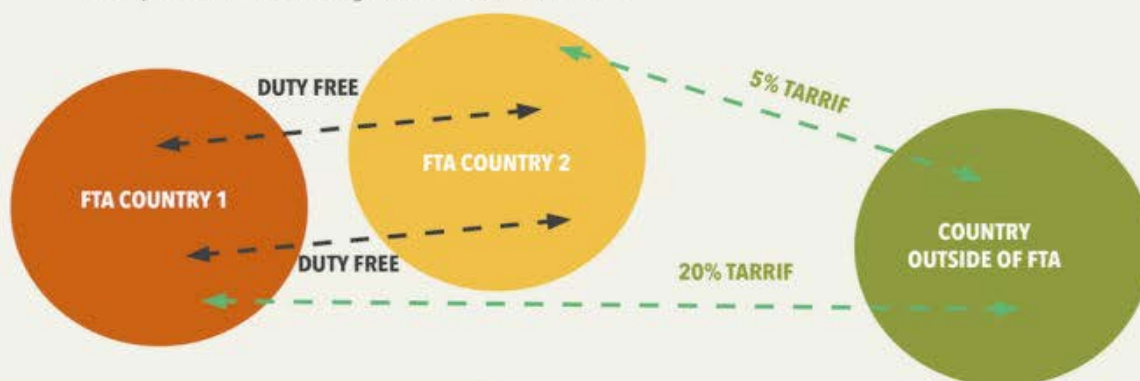 DUTY FREE
5% TARRIF
FTA COUNTRY 2
FTA COUNTRY 1
COUNTRY
OUTSIDE OF FTA
DUTY FREE
20% TARRIF